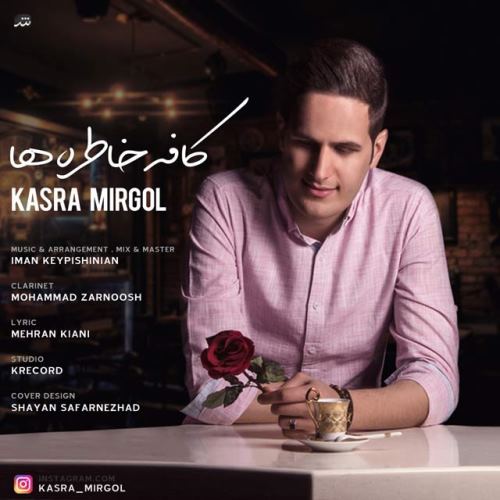 کافه خاطره ها
KASRA MIRGOL
MUSIC & ARRANGEMENT . MIX & MASTER
IMAN KEYPISHINIAN
CLARINET
MOHAMMAD ZARNOOSH
LYRIC
MEHRAN KIANI
STUDIO
KRECORD
COVER DESIGN
SHAYAN SAFARNEZHAD
INSTAGRAM.COM
KASRA_MIRGOL